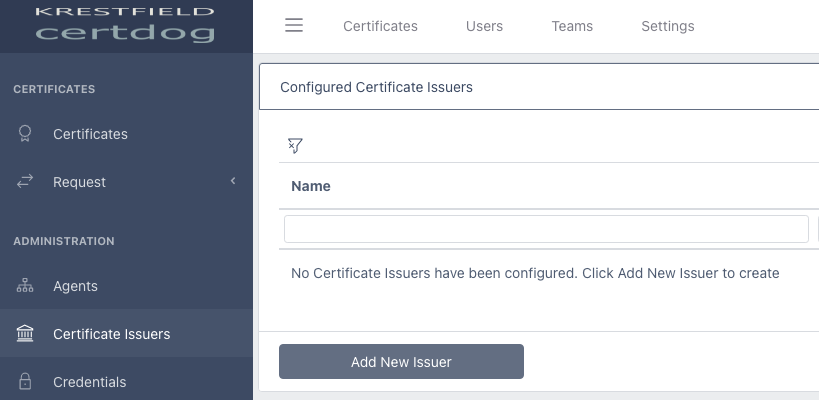 KRESTFIELD
certdog
Certificates Users Teams Settings
CERTIFICATES
Certificates
Request
ADMINISTRATION
Agents
Certificate Issuers
Credentials
Configured Certificate Issuers
Name
No Certificate Issuers have been configured. Click Add New Issuer to create
Add New Issuer